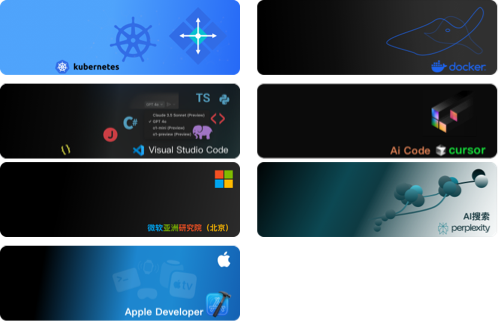 kubernetes
docker
TS
GPT 4o
Claude 3.5 Sonnet (Preview)
GPT 4o
o1-mini (Preview)
o1-preview (Preview)
C#
J
Visual Studio Code
Ai Code cursor
微软亚洲研究院（北京）
AI搜索
perplexity
tv
Apple Developer